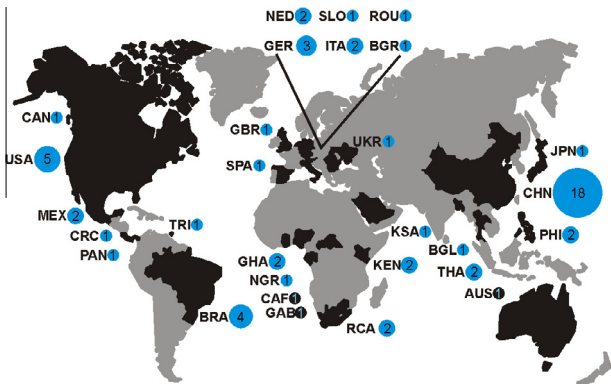 NED 2 SLO 1 ROU 1
GER 3 ITA 2 BGR 1
CAN 1
GBR 1
UKR 1
JPN 1
USA 5
SPA 1
CHN 18
MEX 2
TRI 1
CRC 1
KSA 1
PHI 2
PAN 1
GHA 2
KEN 2
BGL 1
NGR 1
THA 2
CAF 1
AUS 1
GAB 1
BRA 4
RCA 2